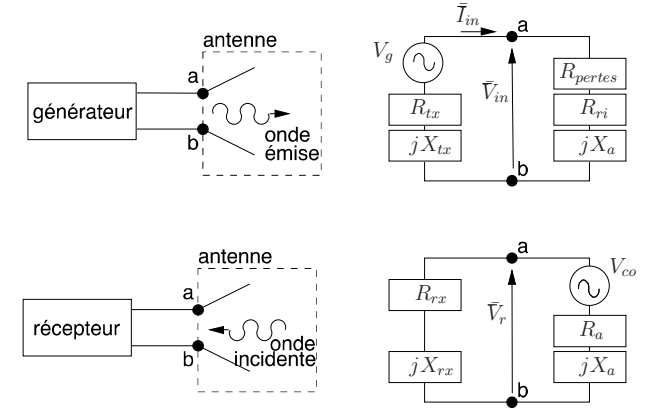 antenne
a
générateur
b
onde
émise
Ī_in
a
V_g
V̄_in
R_pertes
R_tx
R_ri
jX_tx
jX_a
b
antenne
a
récepteur
b
onde
incidente
a
V_co
R_rx
V̄_r
R_a
jX_rx
jX_a
b